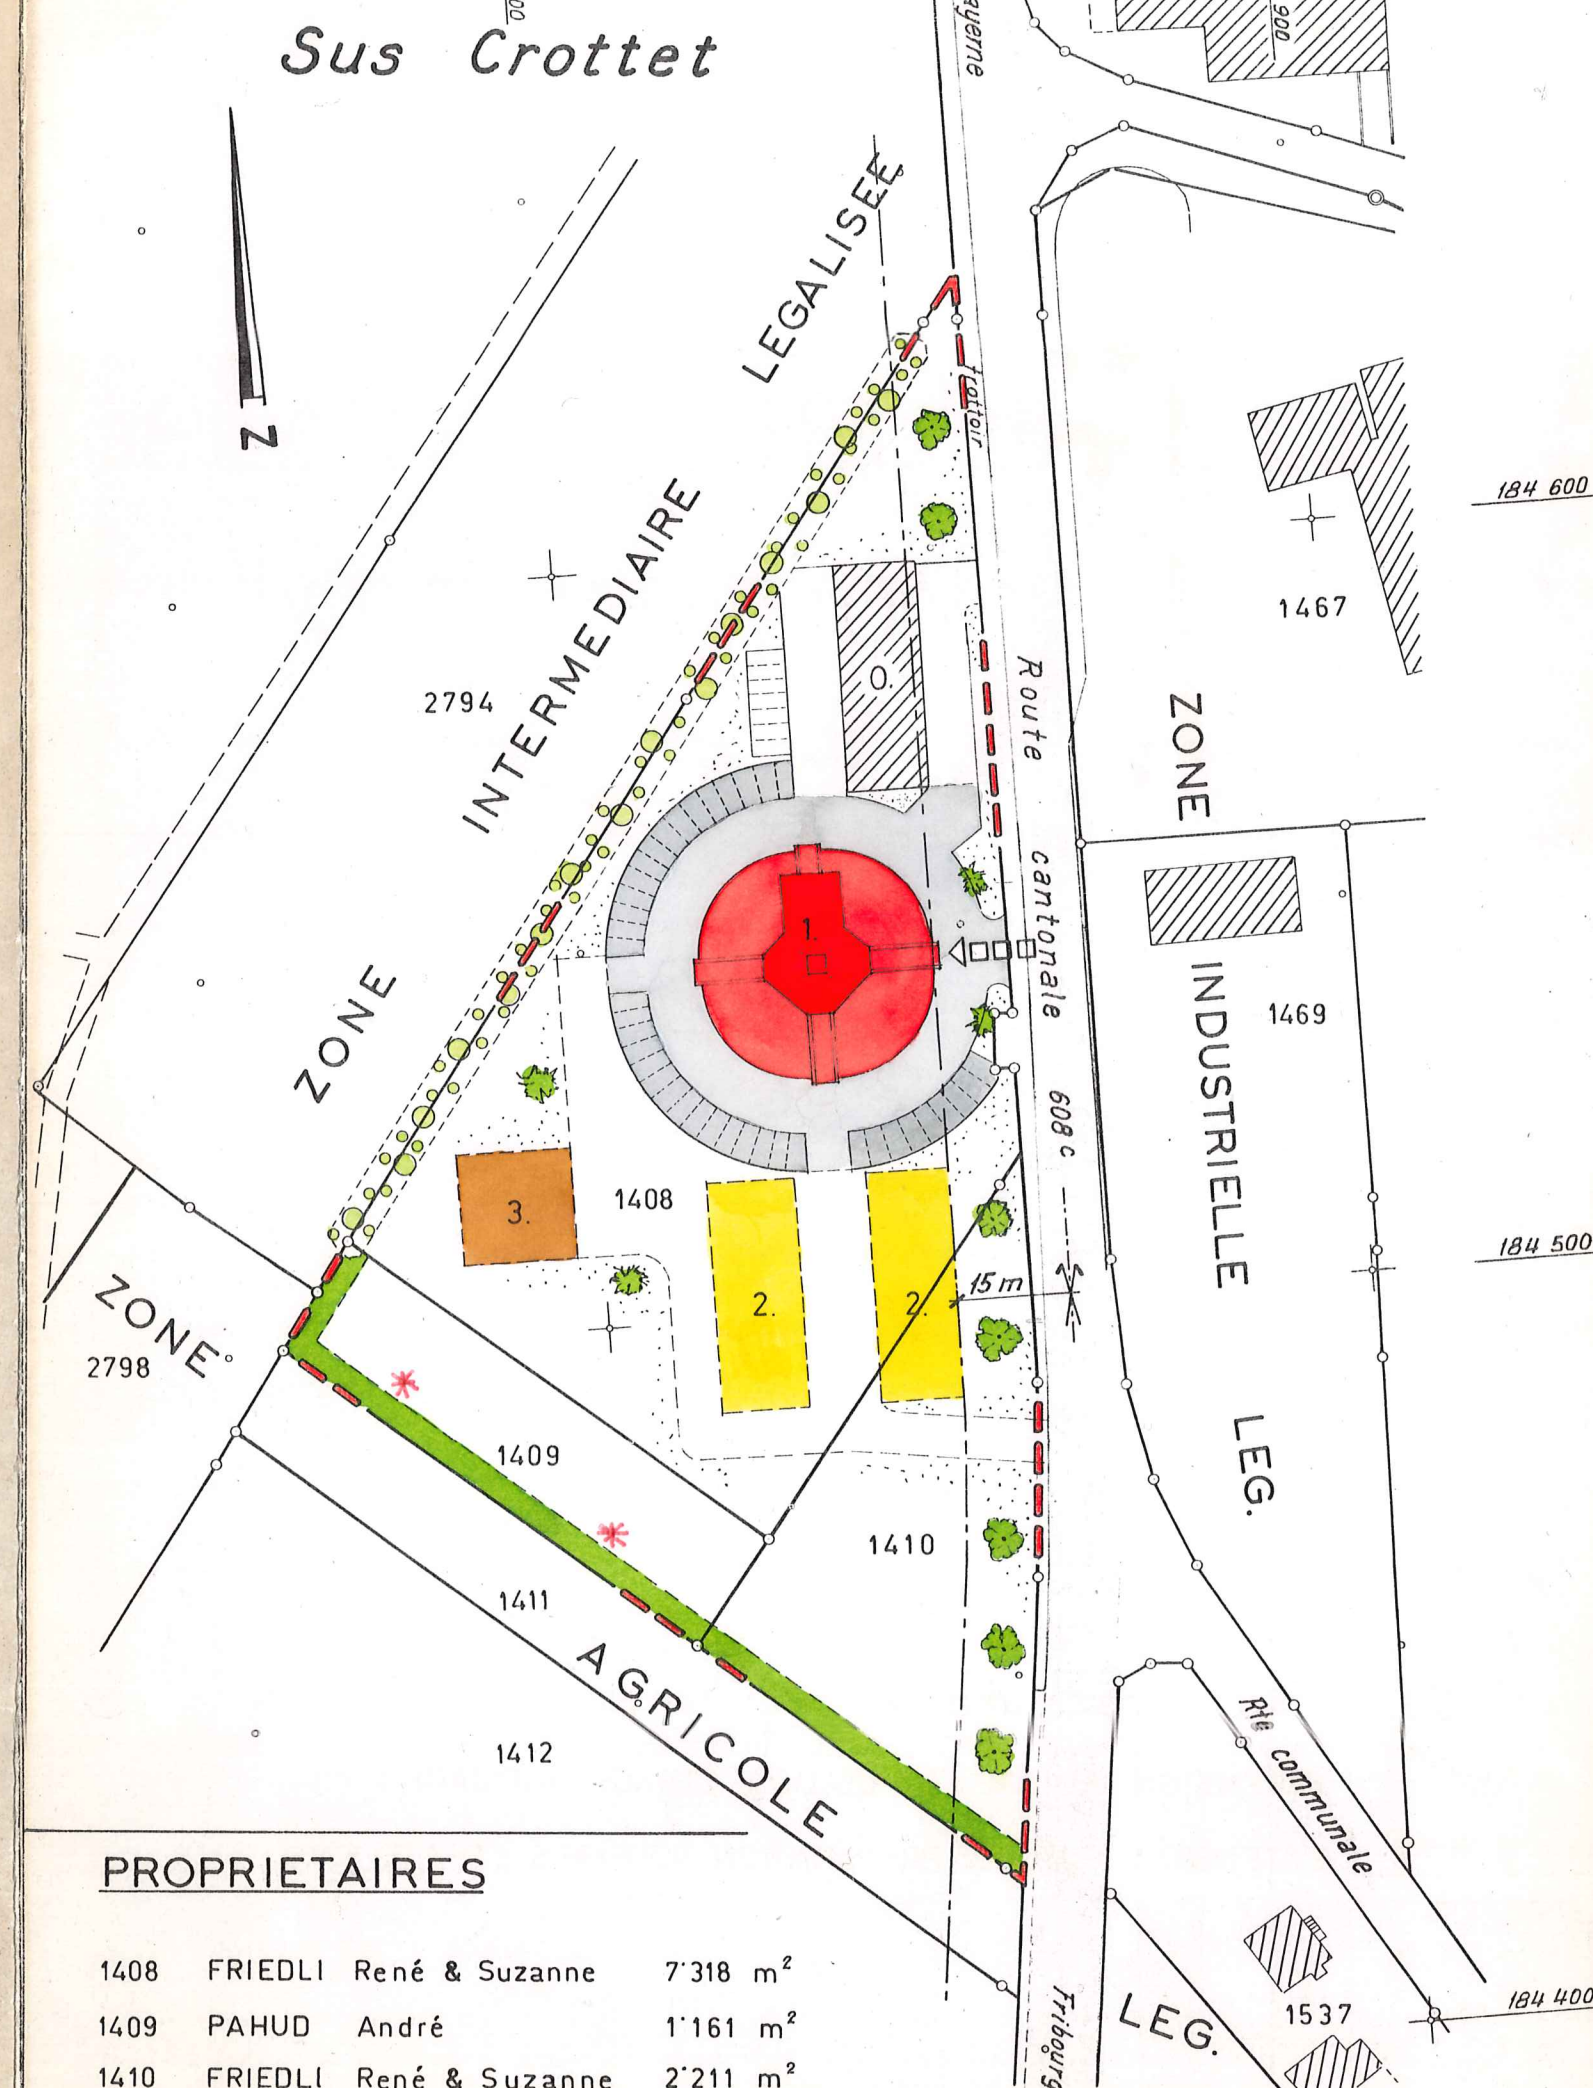 Sus Crottet
900
N
LEGALISEE
INTERMEDIAIRE
ZONE
trottoir
184 600
1467
2794
O.
Route cantonale 608 c
ZONE
INDUSTRIELLE
LEG.
1.
1469
3.
1408
2.
2.
15 m
184 500
ZONE
2798
1409
1410
1411
AGRICOLE
1412
Rte communale
PROPRIETAIRES
1408 FRIEDLI René & Suzanne 7'318 m²
1409 PAHUD André 1'161 m²
1410 FRIEDLI René & Suzanne 2'211 m²
Fribourg
LEG.
1537
184 400